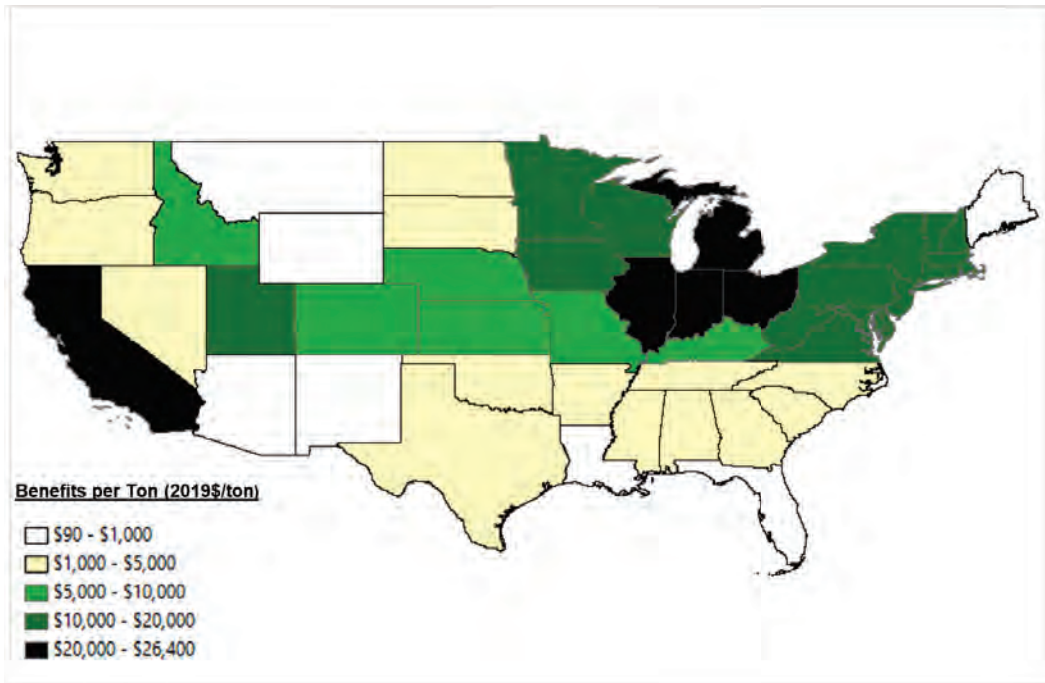 Benefits per Ton (2019$/ton)
$90 - $1,000
$1,000 - $5,000
$5,000 - $10,000
$10,000 - $20,000
$20,000 - $26,400